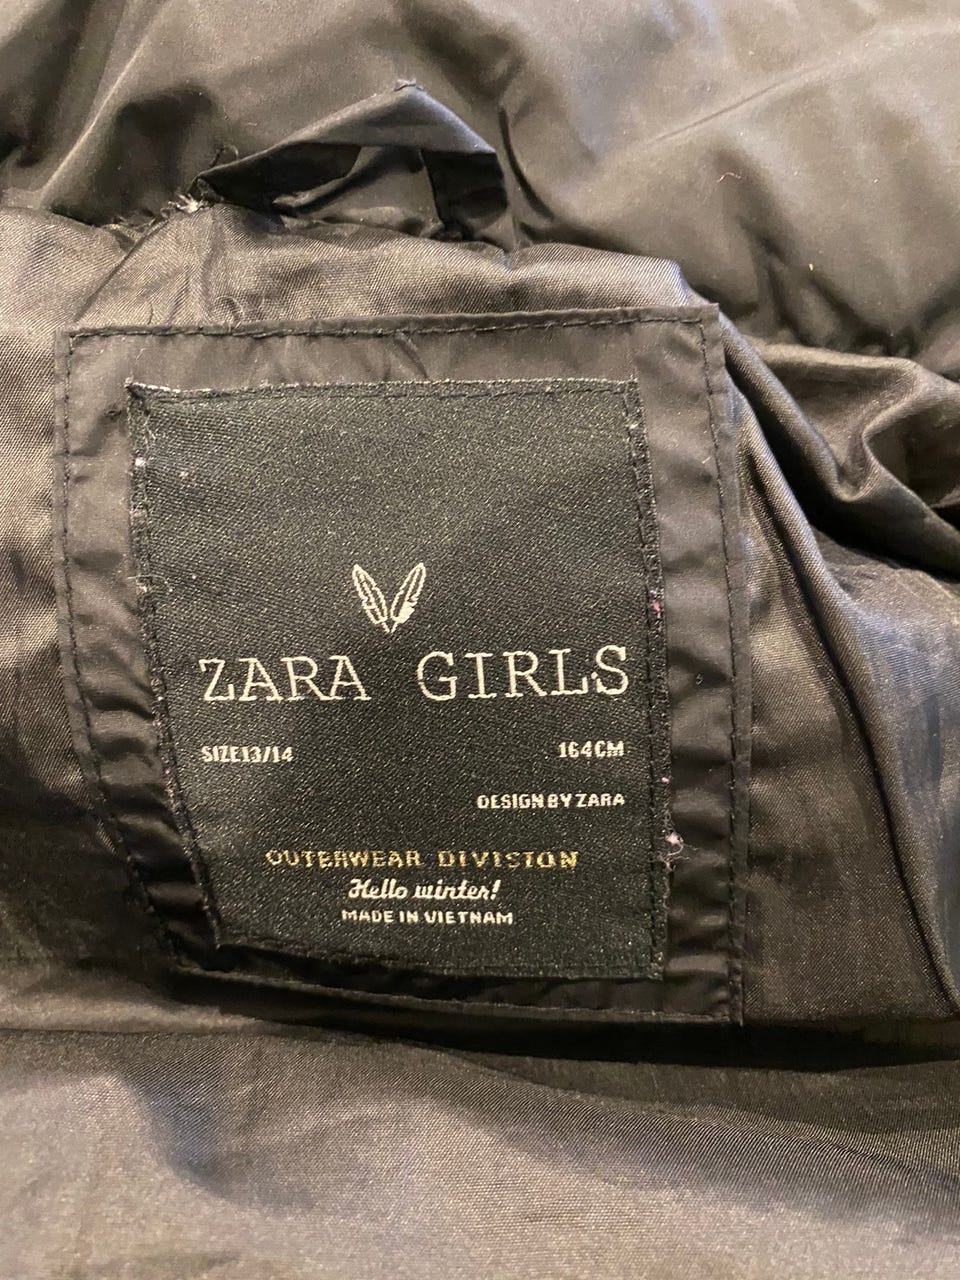 ZARA GIRLS
SIZE13/14 164CM
DESIGN BY ZARA
OUTERWEAR DIVISION
Hello winter!
MADE IN VIETNAM